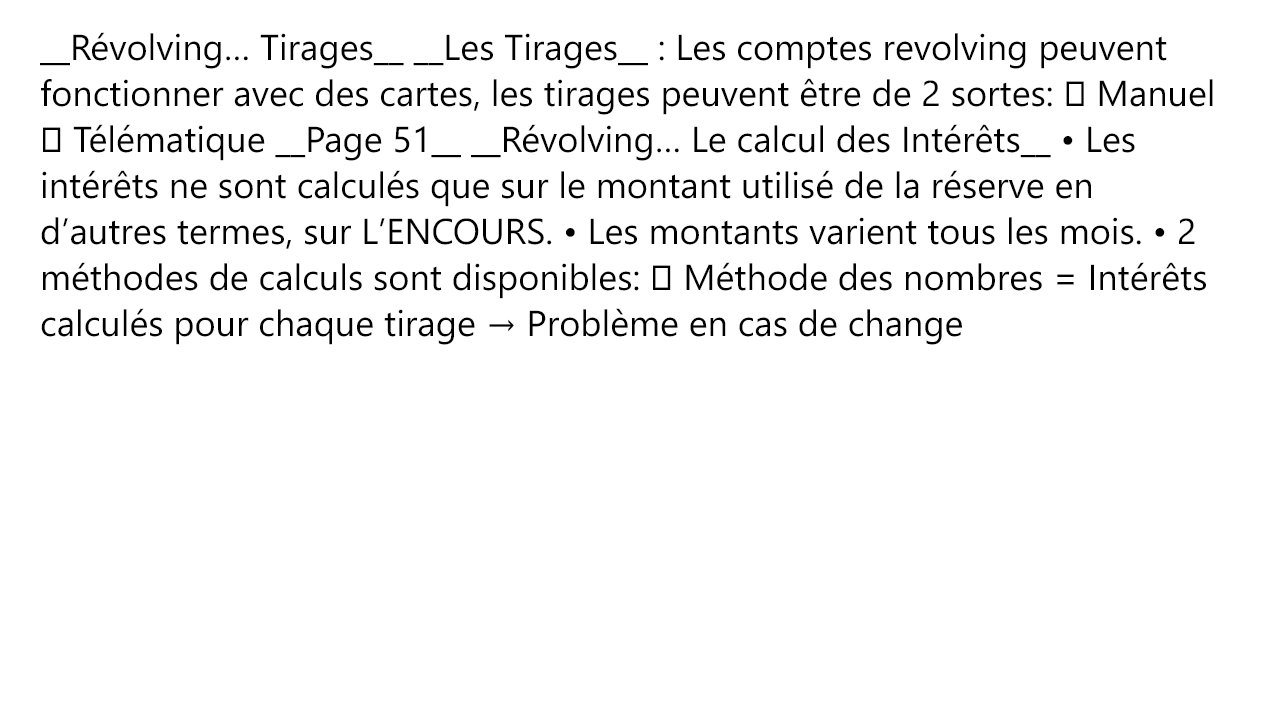 __Révolving… Tirages__ __Les Tirages__ : Les comptes revolving peuvent
fonctionner avec des cartes, les tirages peuvent être de 2 sortes:  Manuel
 Télématique __Page 51__ __Révolving… Le calcul des Intérêts__ • Les
intérêts ne sont calculés que sur le montant utilisé de la réserve en
d’autres termes, sur L’ENCOURS. • Les montants varient tous les mois. • 2
méthodes de calculs sont disponibles:  Méthode des nombres = Intérêts
calculés pour chaque tirage → Problème en cas de change